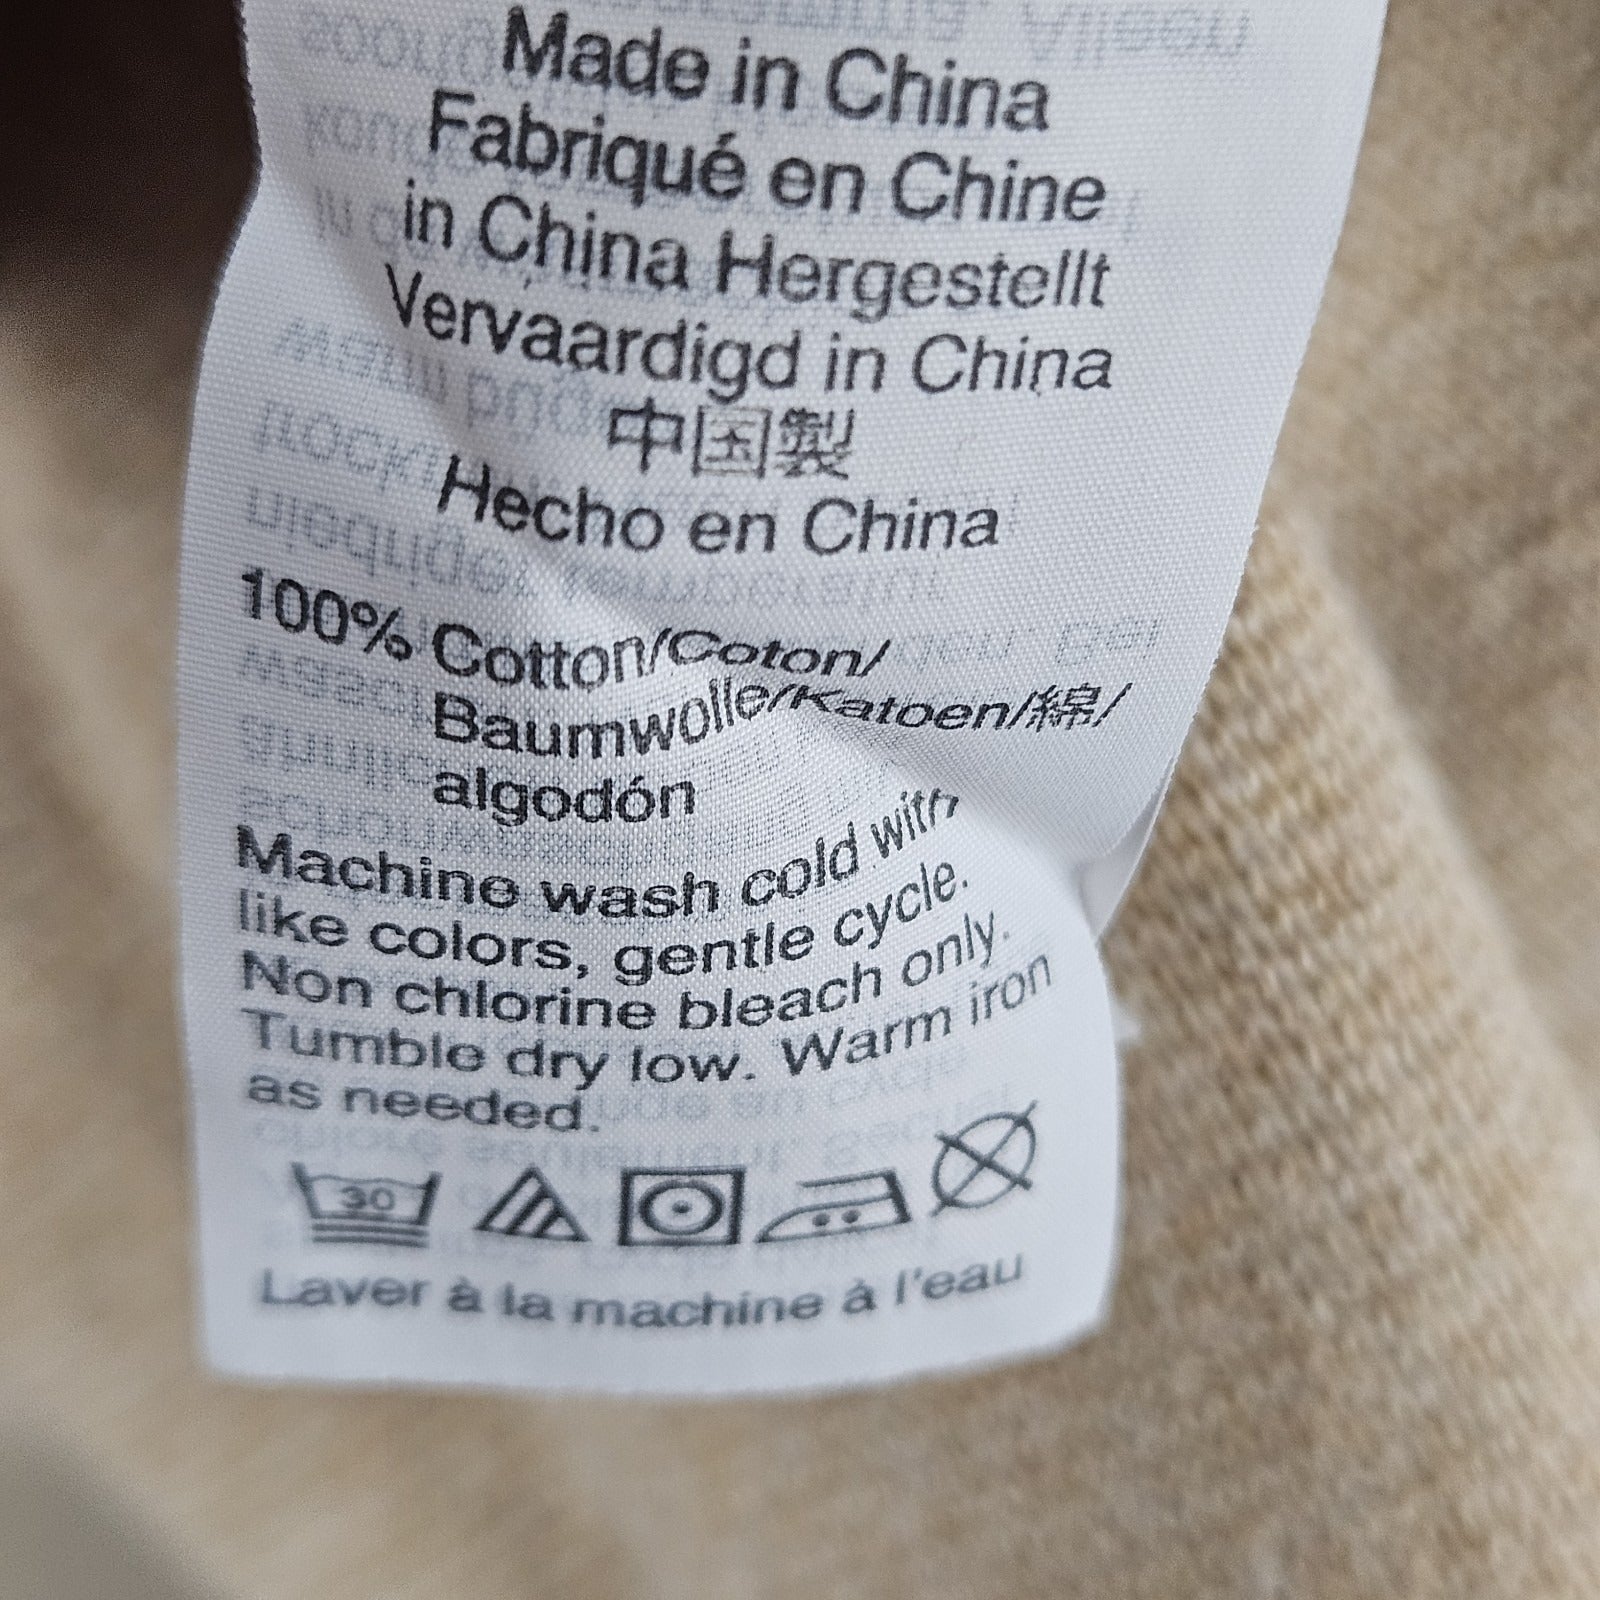 Made in China
Fabriqué en Chine
in China Hergestellt
Vervaardigd in China
中国製
Hecho en China
100% Cotton/Coton/
Baumwolle/Katoen/綿/
algodón
Machine wash cold with
like colors, gentle cycle.
Non chlorine bleach only.
Tumble dry low. Warm iron
as needed.
30
Laver à la machine à l'eau